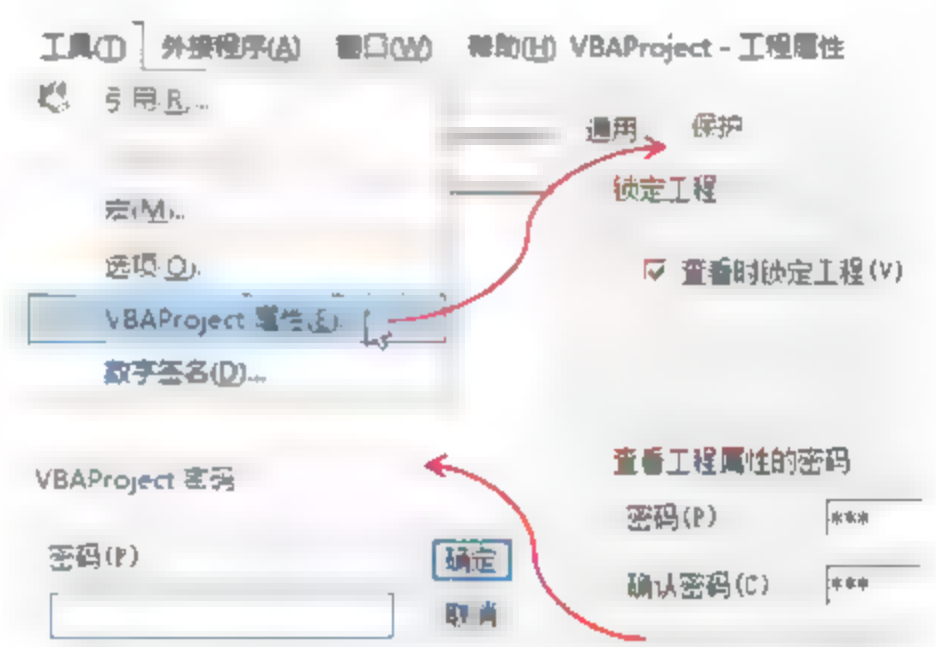 工具(T) 外接程序(A) 窗口(W) 帮助(H) VBAProject - 工程属性
引用(R)...
通用 保护
锁定工程
宏(M)...
选项(O)...
查看时锁定工程(V)
VBAProject 属性(E)...
数字签名(D)...
查看工程属性的密码
VBAProject 密码
密码(P) ***
密码(P) 确定
确认密码(C) ***
取消